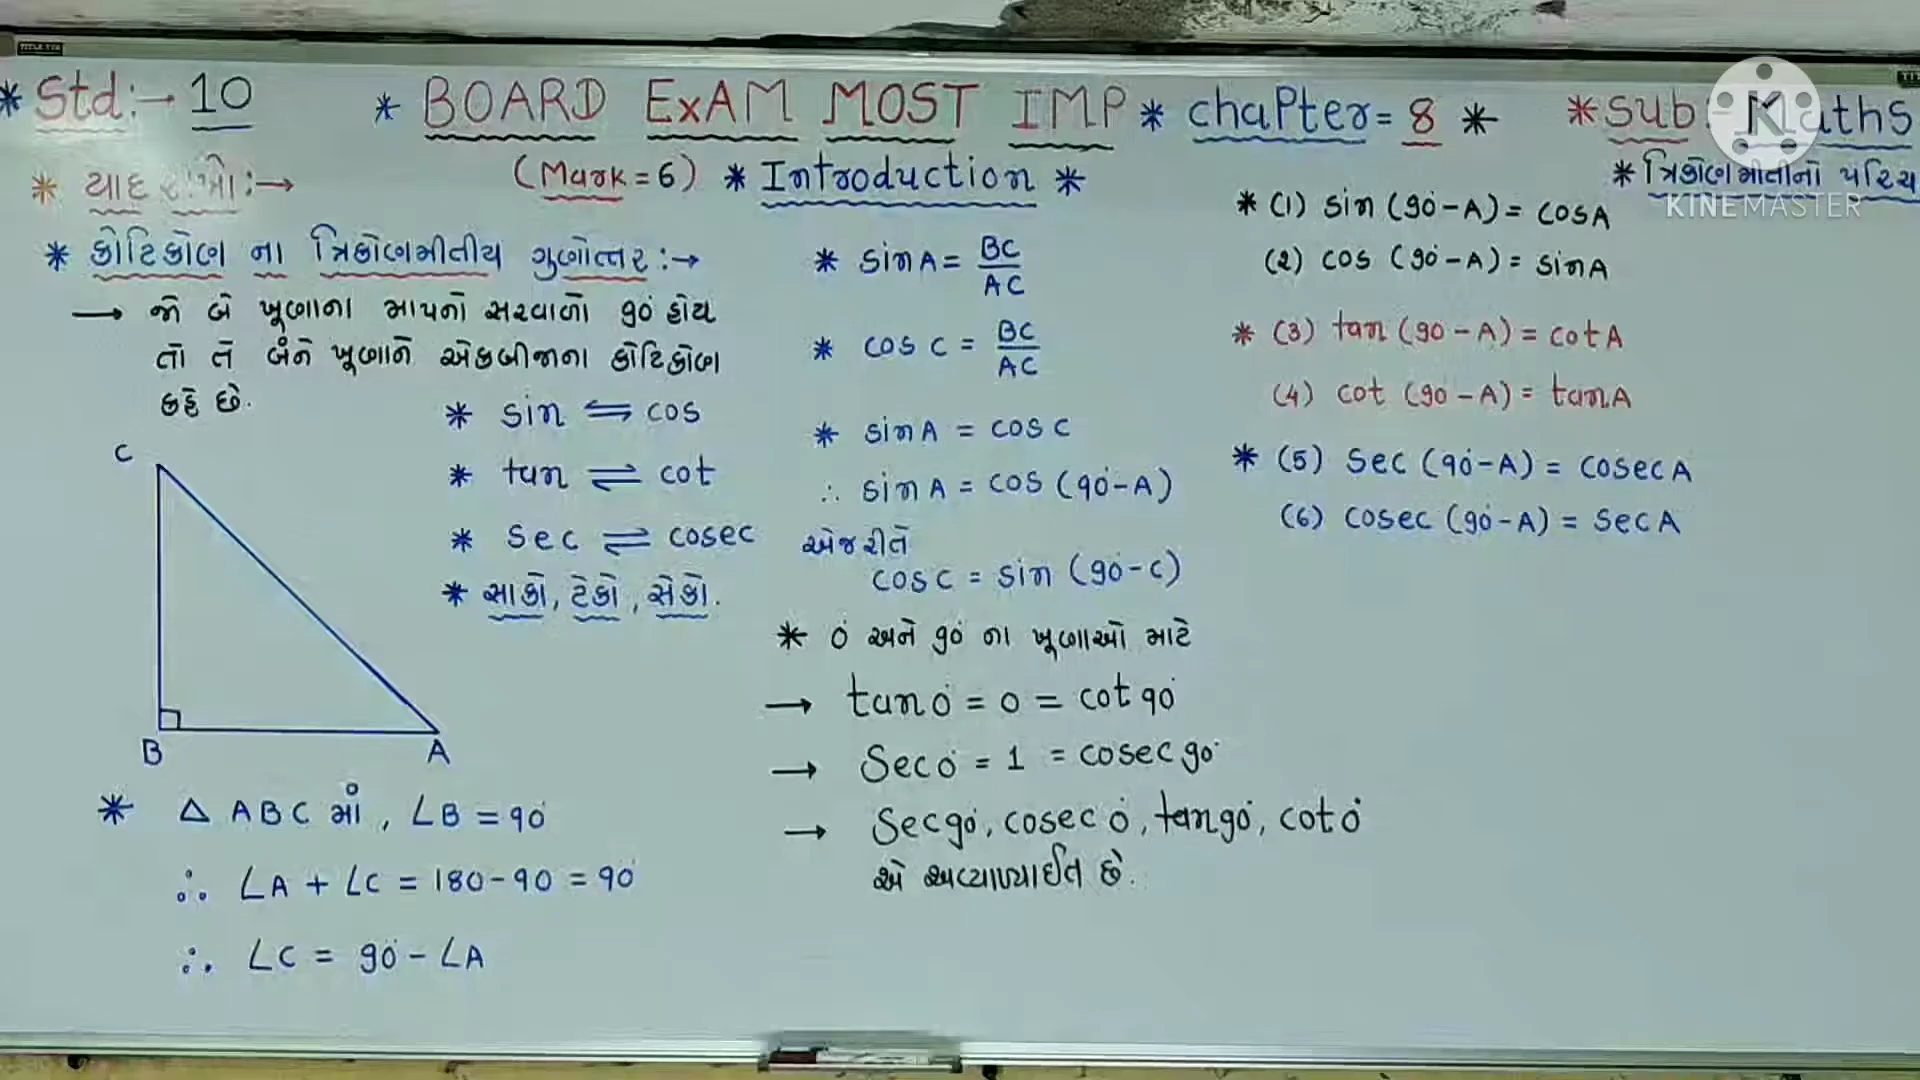 * Std:→ 10 * BOARD EXAM MOST IMP * chapter = 8 * * Sub: Maths
(Mark = 6) * Introduction *
* ત્રિકોણમીતીનો પરિચય
KINEMASTER
* યાદ રાખો:→
* કોટિકોણ ના ત્રિકોણમીતીય ગુણોત્તર:→
→ જો બે ખૂણાના માપનો સરવાળો 90° હોય
તો તે બંને ખૂણાને એકબીજાના કોટિકોણ
કહે છે.
* sin ⇌ cos
* tan ⇌ cot
* sec ⇌ cosec
* સાકો, ટેકો, સેકો.
C
B
A
* △ ABC માં, ∠B = 90°
∴ ∠A + ∠C = 180 - 90 = 90°
∴ ∠C = 90° - ∠A
* sin A = BC/AC
* cos C = BC/AC
* sin A = cos C
∴ sin A = cos (90° - A)
એજ રીતે
cos C = sin (90° - C)
* 0° અને 90° ના ખૂણાઓ માટે
→ tan 0° = 0 = cot 90°
→ Sec 0° = 1 = cosec 90°
→ Sec 90°, cosec 0°, tan 90°, cot 0°
એ અવ્યાખ્યાઈત છે.
* (1) sin (90° - A) = cos A
(2) cos (90° - A) = sin A
* (3) tan (90 - A) = cot A
(4) cot (90 - A) = tan A
* (5) Sec (90° - A) = cosec A
(6) cosec (90° - A) = sec A